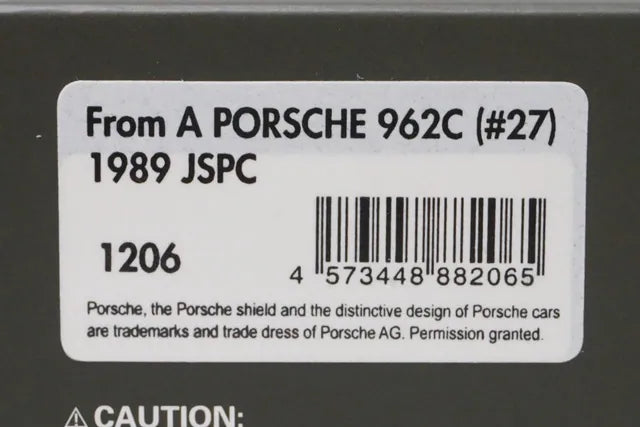 From A PORSCHE 962C (#27)
1989 JSPC
1206
4 573448 882065
Porsche, the Porsche shield and the distinctive design of Porsche cars
are trademarks and trade dress of Porsche AG. Permission granted.
⚠ CAUTION: